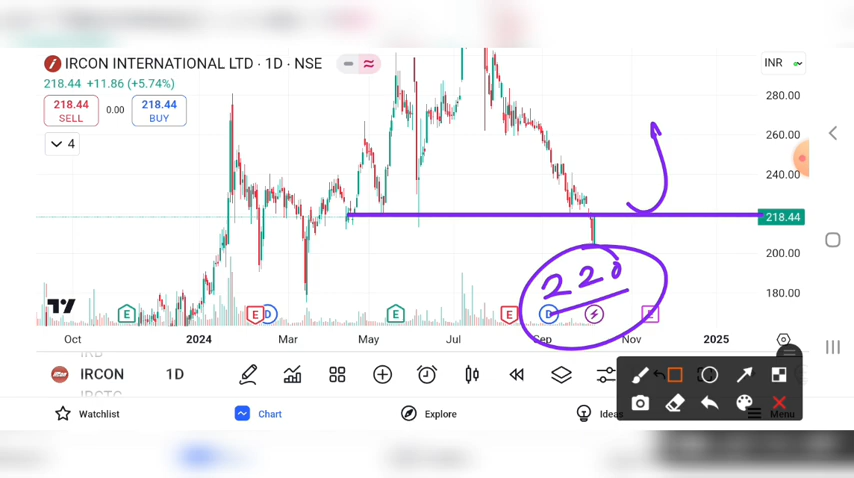 IRCON INTERNATIONAL LTD · 1D · NSE
INR
218.44 +11.86 (+5.74%)
218.44 SELL
0.00
218.44 BUY
4
280.00
260.00
240.00
218.44
200.00
180.00
220
E
E D
E
E
D
E
Oct
2024
Mar
May
Jul
Sep
Nov
2025
IRCON
1D
IRCTC
Watchlist
Chart
Explore
Ideas
Menu